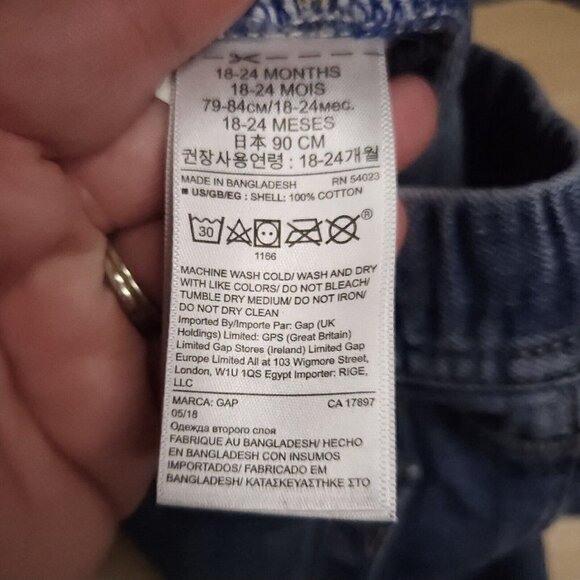 18-24 MONTHS
18-24 MOIS
79-84см/18-24мес.
18-24 MESES
日本 90 CM
권장사용연령 : 18-24개월
MADE IN BANGLADESH RN 54023
■ US/GB/EG : SHELL: 100% COTTON
30 ®
1166
MACHINE WASH COLD/ WASH AND DRY
WITH LIKE COLORS/ DO NOT BLEACH/
TUMBLE DRY MEDIUM/ DO NOT IRON/
DO NOT DRY CLEAN
Imported By/Importe Par: Gap (UK
Holdings) Limited: GPS (Great Britain)
Limited Gap Stores (Ireland) Limited Gap
Europe Limited All at 103 Wigmore Street,
London, W1U 1QS Egypt Importer: RIGE,
LLC
MARCA: GAP CA 17897
05/18
Одежда второго слоя
FABRIQUE AU BANGLADESH/ HECHO
EN BANGLADESH CON INSUMOS
IMPORTADOS/ FABRICADO EM
BANGLADESH/ ΚΑΤΑΣΚΕΥΑΣΤΗΚΕ ΣΤΟ